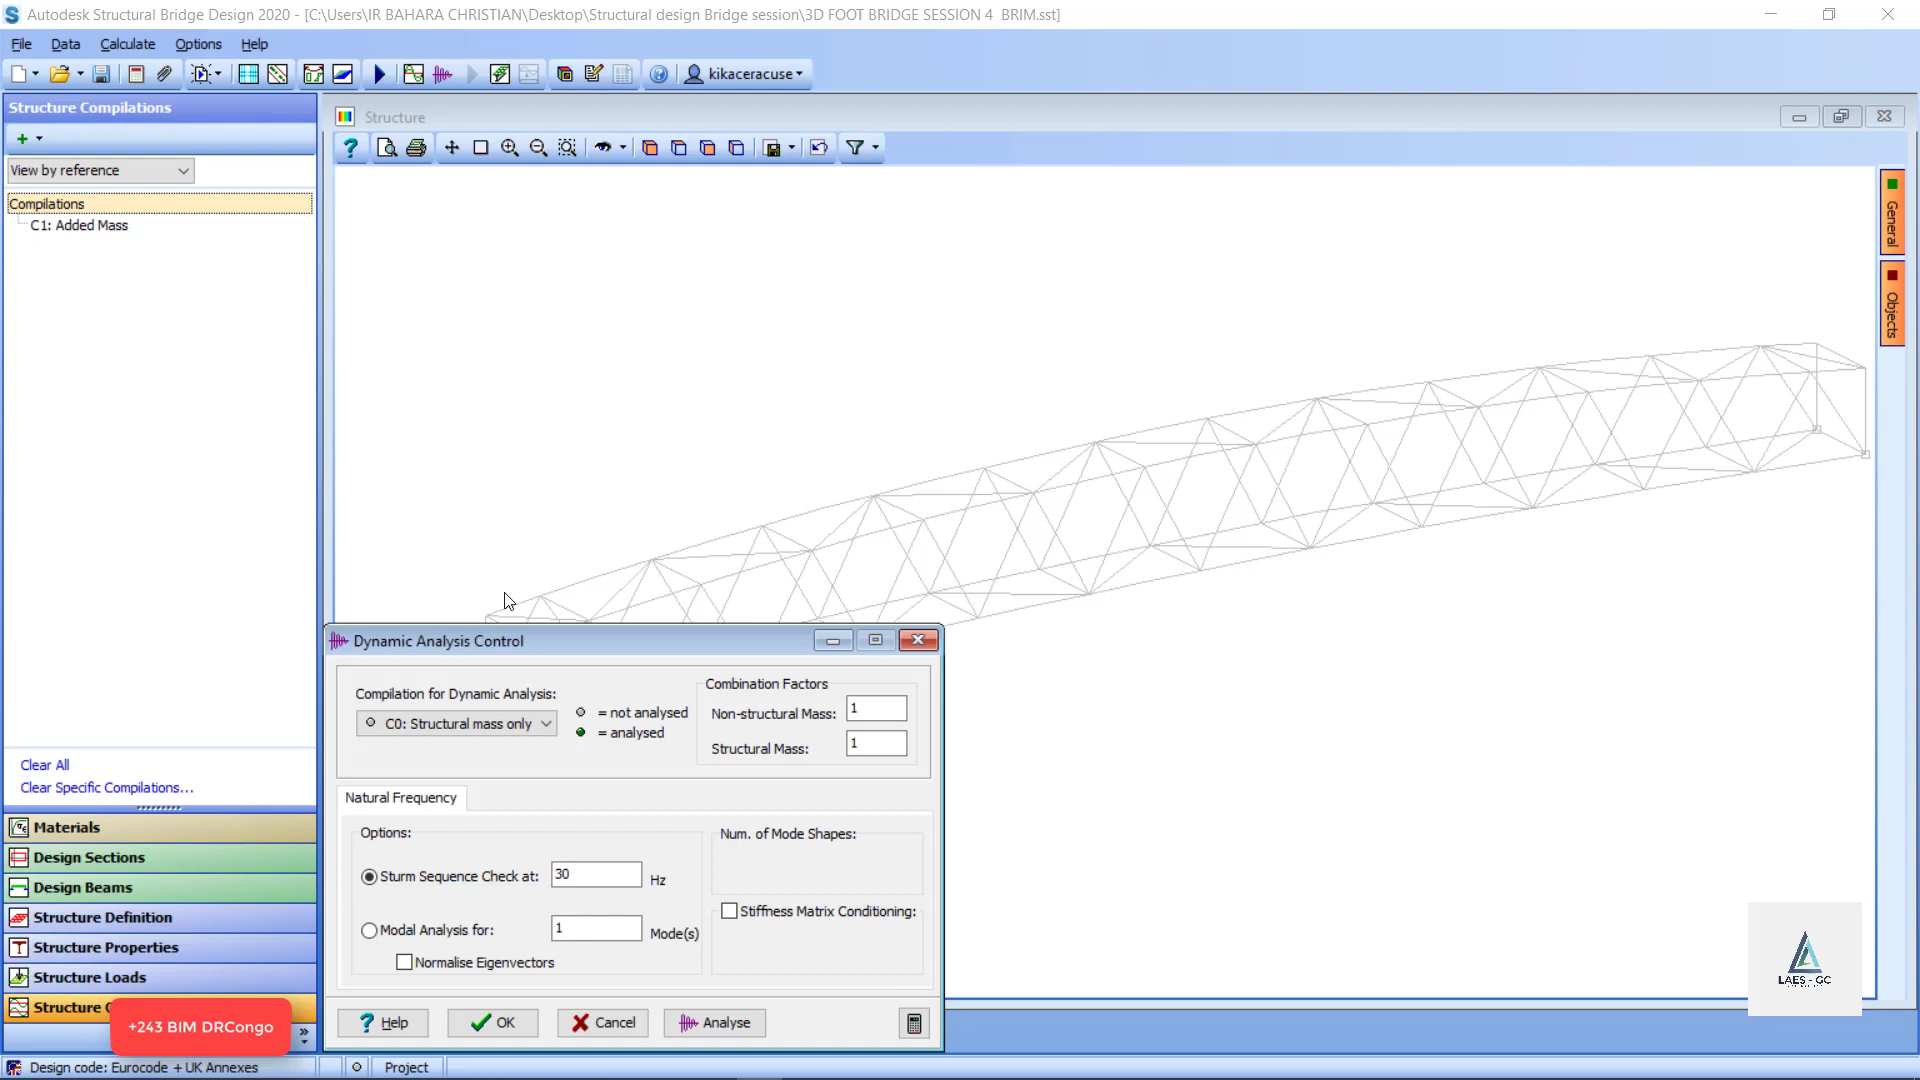 Autodesk Structural Bridge Design 2020 - [C:\Users\IR BAHARA CHRISTIAN\Desktop\Structural design Bridge session\3D FOOT BRIDGE SESSION 4  BRIM.sst]
File Data Calculate Options Help
kikaceracuse
Structure Compilations
Structure
View by reference
Compilations
C1: Added Mass
General
Objects
Dynamic Analysis Control
Compilation for Dynamic Analysis:
C0: Structural mass only
= not analysed
= analysed
Combination Factors
Non-structural Mass: 1
Structural Mass: 1
Natural Frequency
Options:
Sturm Sequence Check at: 30 Hz
Modal Analysis for: 1 Mode(s)
Normalise Eigenvectors
Num. of Mode Shapes:
Stiffness Matrix Conditioning:
Help OK Cancel Analyse
Clear All
Clear Specific Compilations...
Materials
Design Sections
Design Beams
Structure Definition
Structure Properties
Structure Loads
Structure
+243 BIM DRCongo
LAES - GC
Design code: Eurocode + UK Annexes
Project